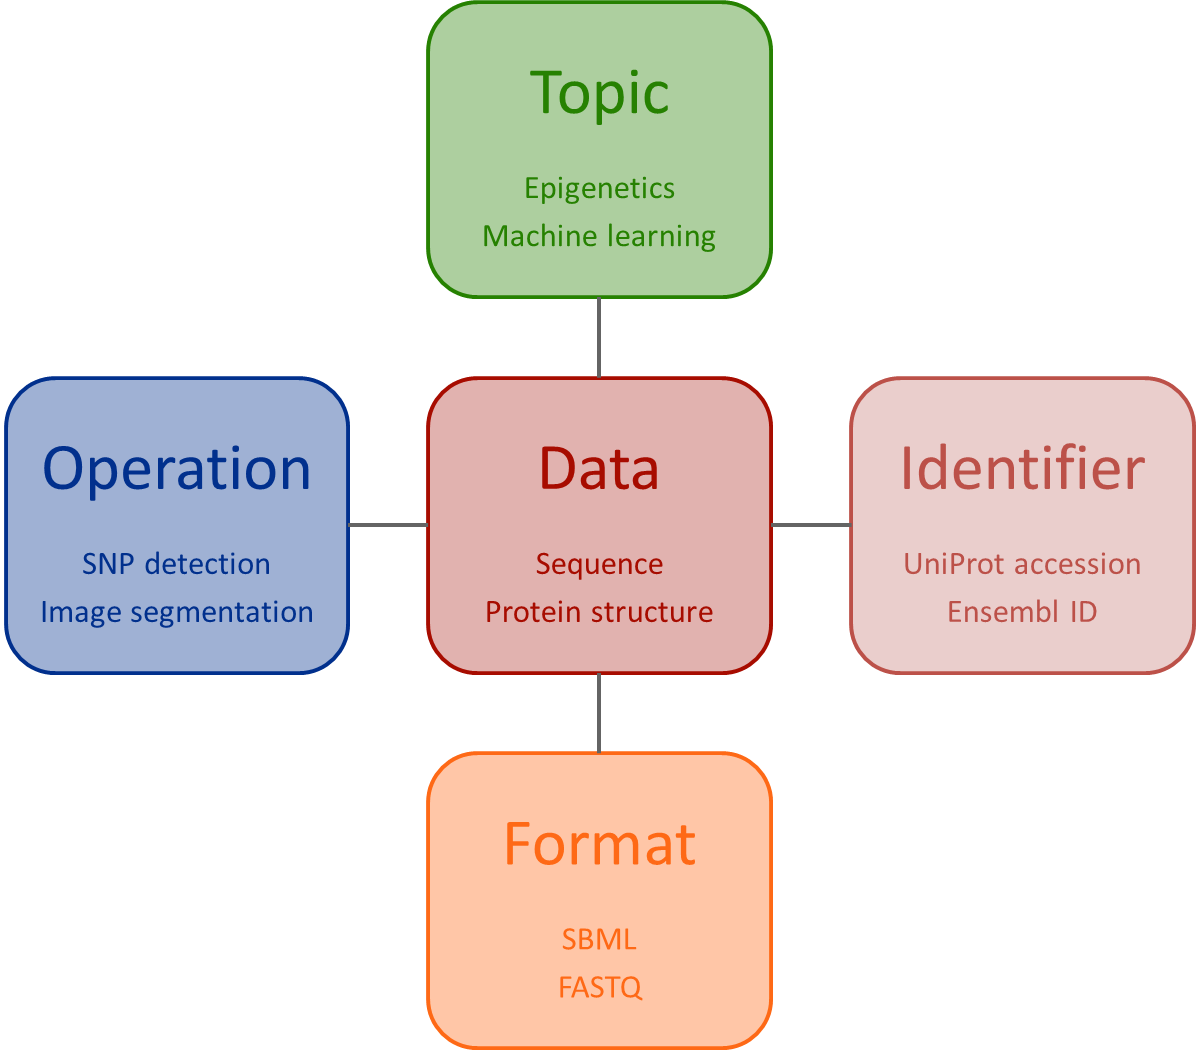 Topic
Epigenetics
Machine learning
Operation
SNP detection
Image segmentation
Data
Sequence
Protein structure
Identifier
UniProt accession
Ensembl ID
Format
SBML
FASTQ